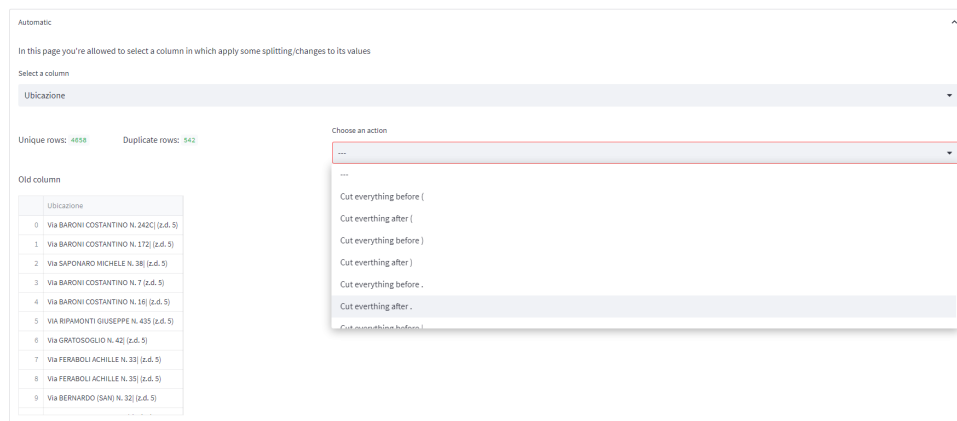 Automatic
In this page you're allowed to select a column in which apply some splitting/changes to its values
Select a column
Ubicazione
Unique rows: 4658 Duplicate rows: 542
Choose an action
---
---
Cut everything before (
Cut everthing after (
Cut everything before )
Cut everthing after )
Cut everything before .
Cut everthing after .
Cut everything before |
Old column
Ubicazione
0 Via BARONI COSTANTINO N. 242C| (z.d. 5)
1 Via BARONI COSTANTINO N. 172| (z.d. 5)
2 Via SAPONARO MICHELE N. 38| (z.d. 5)
3 Via BARONI COSTANTINO N. 7 (z.d. 5)
4 Via BARONI COSTANTINO N. 16| (z.d. 5)
5 VIA RIPAMONTI GIUSEPPE N. 435 (z.d. 5)
6 Via GRATOSOGLIO N. 42| (z.d. 5)
7 Via FERABOLI ACHILLE N. 33| (z.d. 5)
8 Via FERABOLI ACHILLE N. 35| (z.d. 5)
9 Via BERNARDO (SAN) N. 32| (z.d. 5)